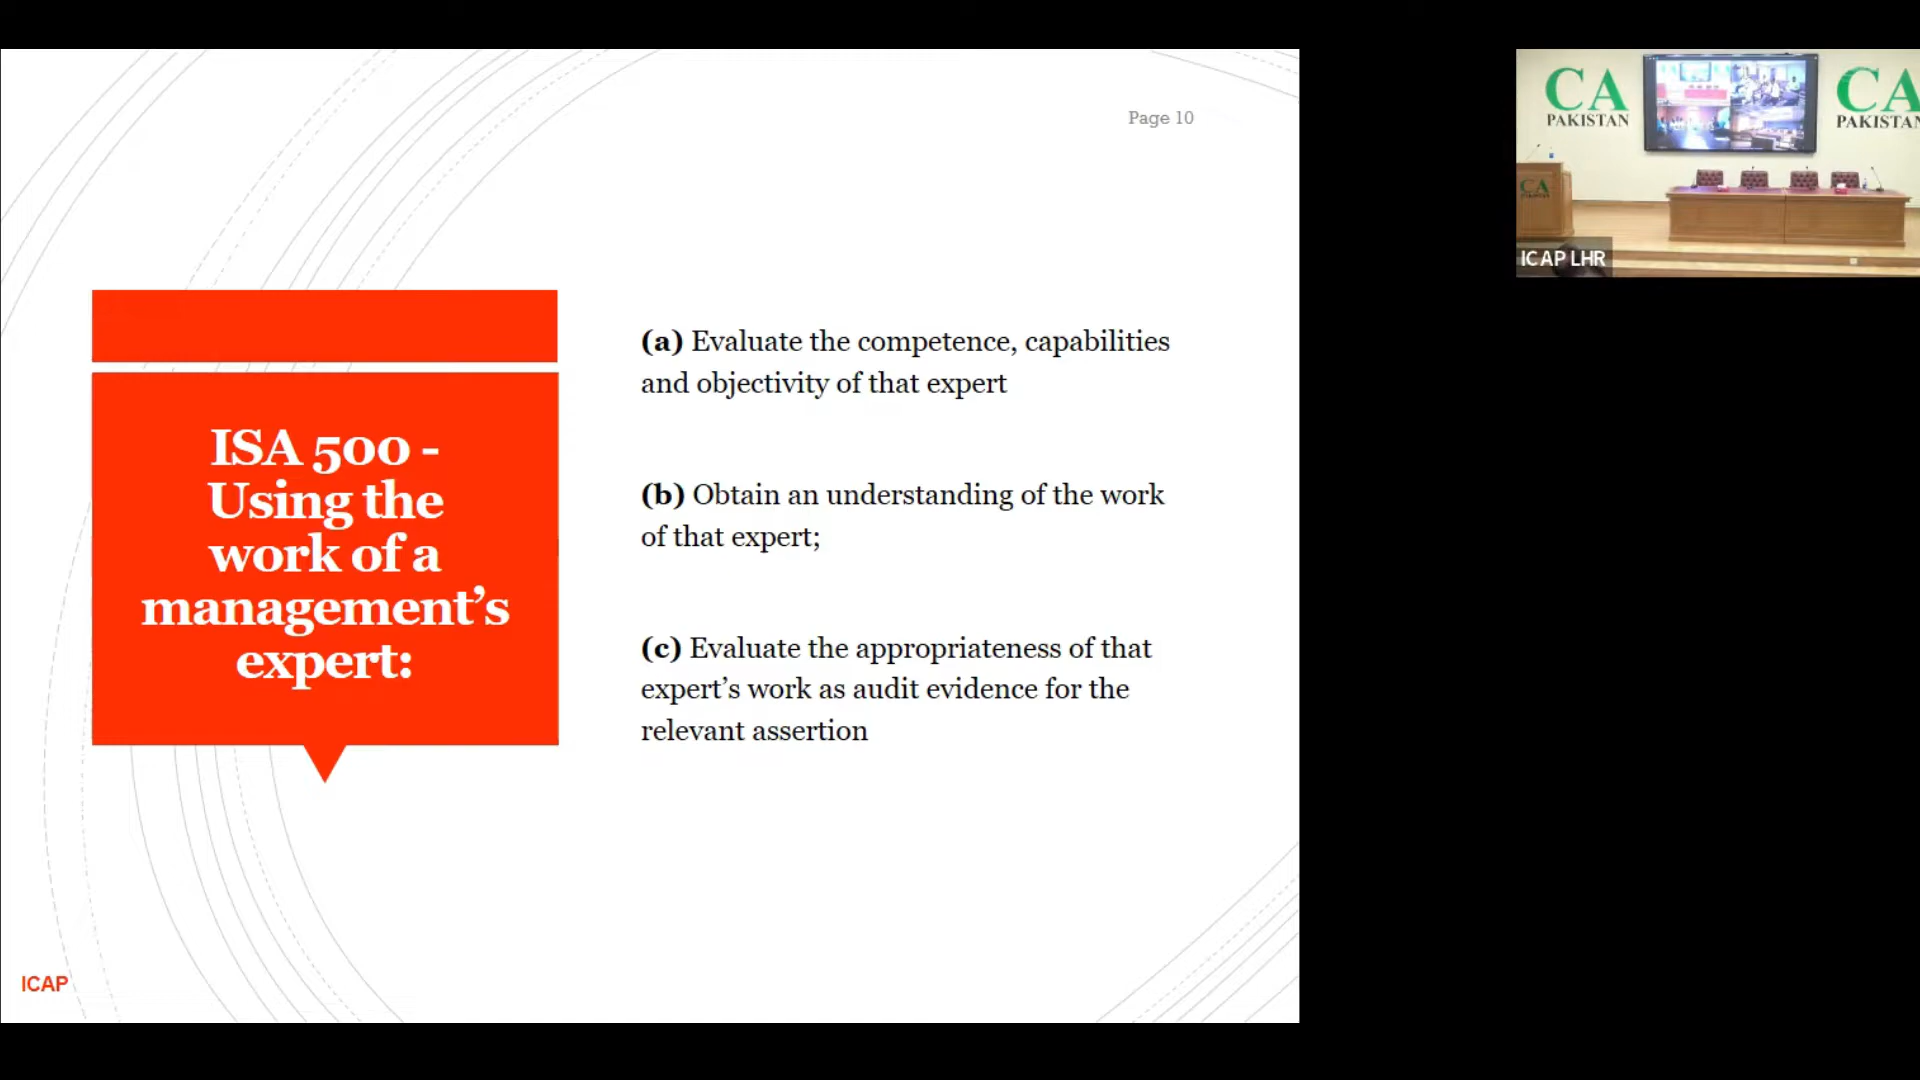 Page 10
ISA 500 -
Using the
work of a
management’s
expert:
(a) Evaluate the competence, capabilities
and objectivity of that expert
(b) Obtain an understanding of the work
of that expert;
(c) Evaluate the appropriateness of that
expert’s work as audit evidence for the
relevant assertion
ICAP
CA
PAKISTAN
CA
PAKISTAN
CA
ICAP LHR